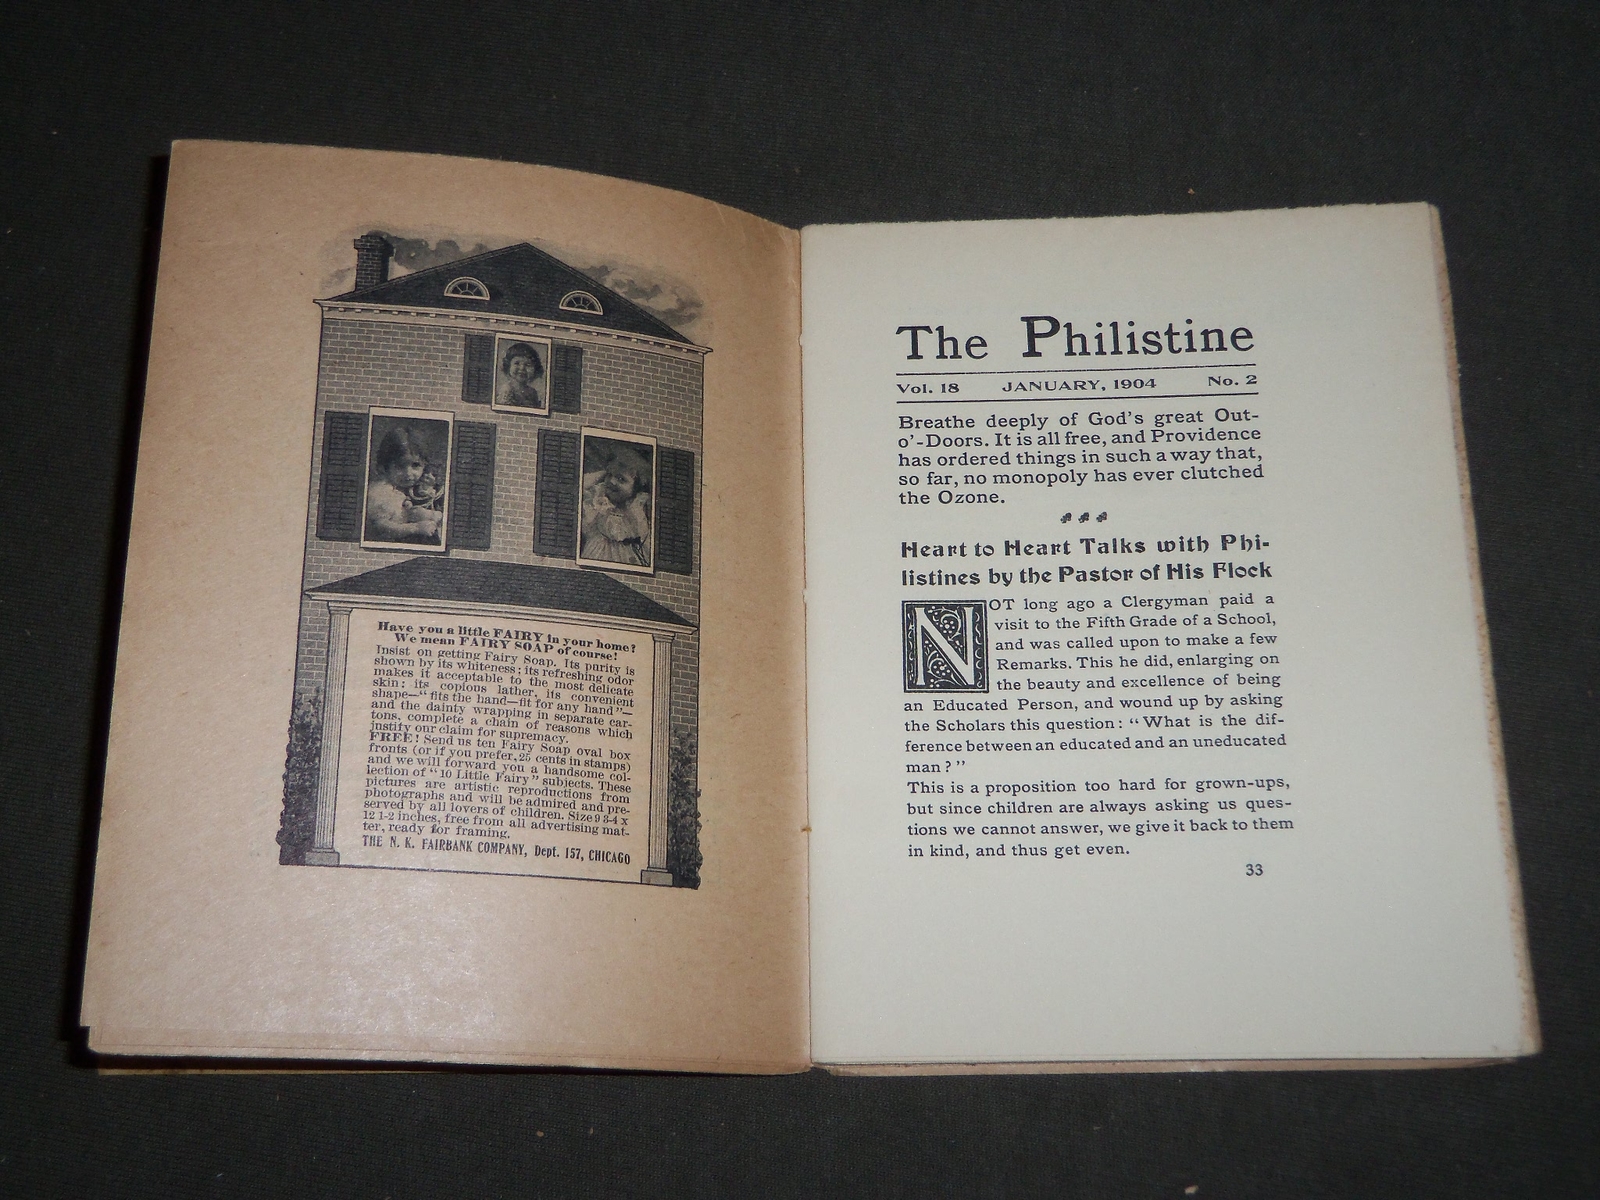 Have you a little FAIRY in your home?
We mean FAIRY SOAP of course!
Insist on getting Fairy Soap. Its purity is
shown by its whiteness; its refreshing odor
makes it acceptable to the most delicate
skin; its copious lather, its convenient
shape—"fits the hand—fit for any hand"—
and the dainty wrapping in separate car-
tons, complete a chain of reasons which
justify our claim for supremacy.
FREE! Send us ten Fairy Soap oval box
fronts (or if you prefer, 25 cents in stamps)
and we will forward you a handsome col-
lection of "10 Little Fairy" subjects. These
pictures are artistic reproductions from
photographs and will be admired and pre-
served by all lovers of children. Size 9 3-4 x
12 1-2 inches, free from all advertising mat-
ter, ready for framing.
THE N. K. FAIRBANK COMPANY, Dept. 157, CHICAGO
The Philistine
Vol. 18 JANUARY, 1904 No. 2
Breathe deeply of God's great Out-
o'-Doors. It is all free, and Providence
has ordered things in such a way that,
so far, no monopoly has ever clutched
the Ozone.
Heart to Heart Talks with Phi-
listines by the Pastor of His Flock
NOT long ago a Clergyman paid a
visit to the Fifth Grade of a School,
and was called upon to make a few
Remarks. This he did, enlarging on
the beauty and excellence of being
an Educated Person, and wound up by asking
the Scholars this question: "What is the dif-
ference between an educated and an uneducated
man?"
This is a proposition too hard for grown-ups,
but since children are always asking us ques-
tions we cannot answer, we give it back to them
in kind, and thus get even.
33